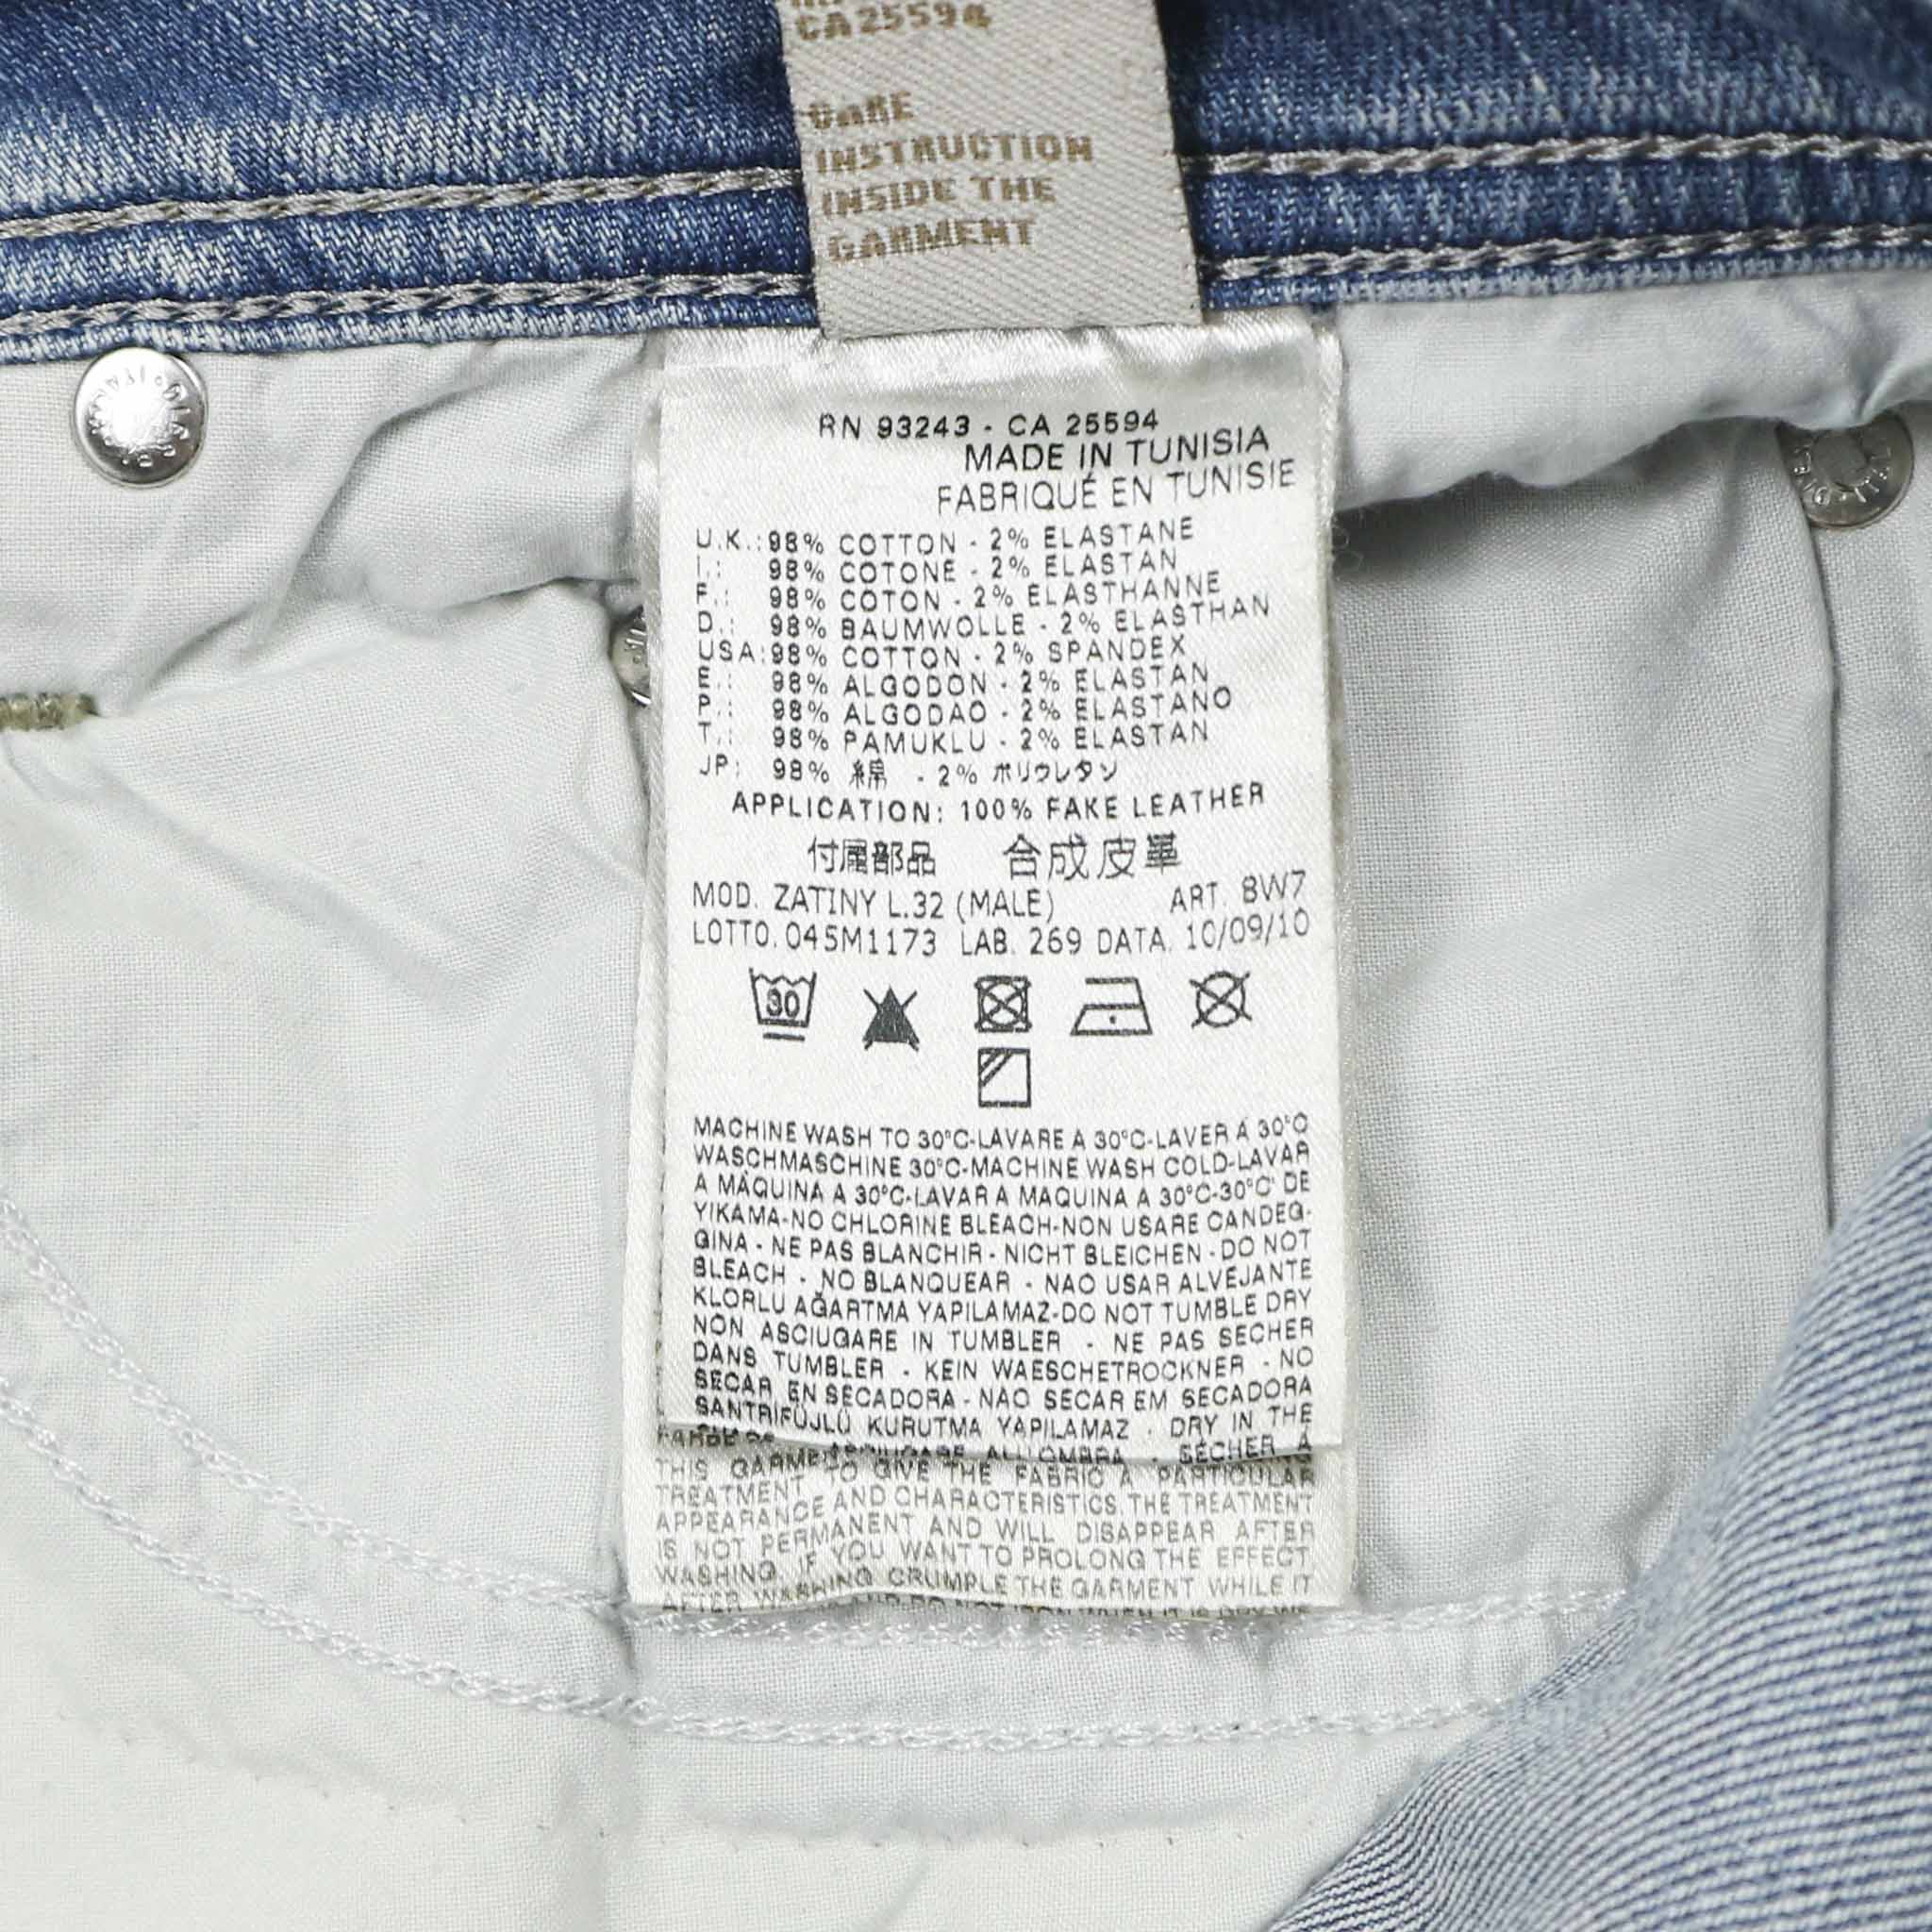 CA25594
CARE
INSTRUCTION
INSIDE THE
GARMENT
RN 93243 - CA 25594
MADE IN TUNISIA
FABRIQUÉ EN TUNISIE
U.K.: 98% COTTON - 2% ELASTANE
I.: 98% COTONE - 2% ELASTAN
F.: 98% COTON - 2% ELASTHANNE
D.: 98% BAUMWOLLE - 2% ELASTHAN
USA: 98% COTTON - 2% SPANDEX
E.: 98% ALGODON - 2% ELASTAN
P.: 98% ALGODAO - 2% ELASTANO
T.: 98% PAMUKLU - 2% ELASTAN
JP: 98% 綿 - 2% ポリウレタン
APPLICATION: 100% FAKE LEATHER
付属部品 合成皮革
MOD. ZATINY L.32 (MALE) ART. 8W7
LOTTO. 045M1173 LAB. 269 DATA. 10/09/10
30
MACHINE WASH TO 30°C-LAVARE A 30°C-LAVER A 30°C
WASCHMASCHINE 30°C-MACHINE WASH COLD-LAVAR
A MÀQUINA A 30°C-LAVAR A MAQUINA A 30°C-30°C' DE
YIKAMA-NO CHLORINE BLEACH-NON USARE CANDEG-
GINA - NE PAS BLANCHIR - NICHT BLEICHEN - DO NOT
BLEACH - NO BLANQUEAR - NAO USAR ALVEJANTE
KLORLU AĞARTMA YAPILAMAZ-DO NOT TUMBLE DRY
NON ASCIUGARE IN TUMBLER - NE PAS SECHER
DANS TUMBLER - KEIN WAESCHETROCKNER - NO
SECAR EN SECADORA - NÃO SECAR EM SECADORA
SANTRIFÜJLÜ KURUTMA YAPILAMAZ - DRY IN THE
ASCIUGARE ALL'OMBRA - SÉCHER À
THIS GARMENT TO GIVE THE FABRIC A PARTICULAR
TREATMENT AND CHARACTERISTICS. THE TREATMENT
APPEARANCE
IS NOT PERMANENT AND WILL DISAPPEAR AFTER
WASHING. IF YOU WANT TO PROLONG THE EFFECT
AFTER WASHING CRUMPLE THE GARMENT WHILE IT